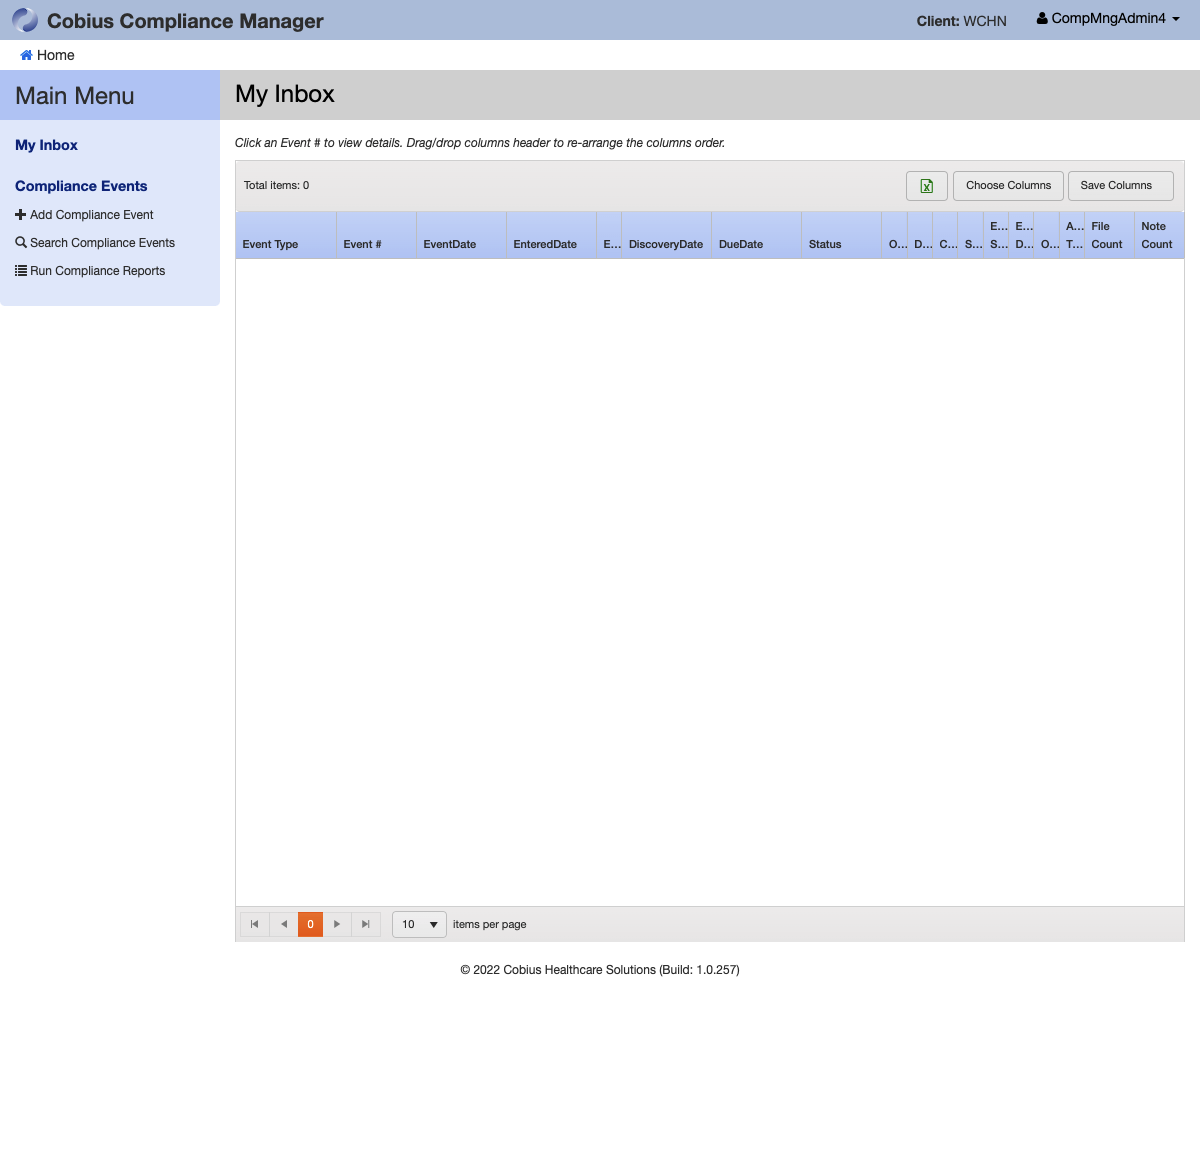 Cobius Compliance Manager
Client: WCHN
CompMngAdmin4
Home
Main Menu
My Inbox
Compliance Events
Add Compliance Event
Search Compliance Events
Run Compliance Reports
My Inbox
Click an Event # to view details. Drag/drop columns header to re-arrange the columns order.
Total items: 0
Choose Columns
Save Columns
Event Type
Event #
EventDate
EnteredDate
E...
DiscoveryDate
DueDate
Status
O...
D...
C...
S...
E...
S...
E...
D...
O...
A...
T...
File
Count
Note
Count
0
10
items per page
© 2022 Cobius Healthcare Solutions (Build: 1.0.257)